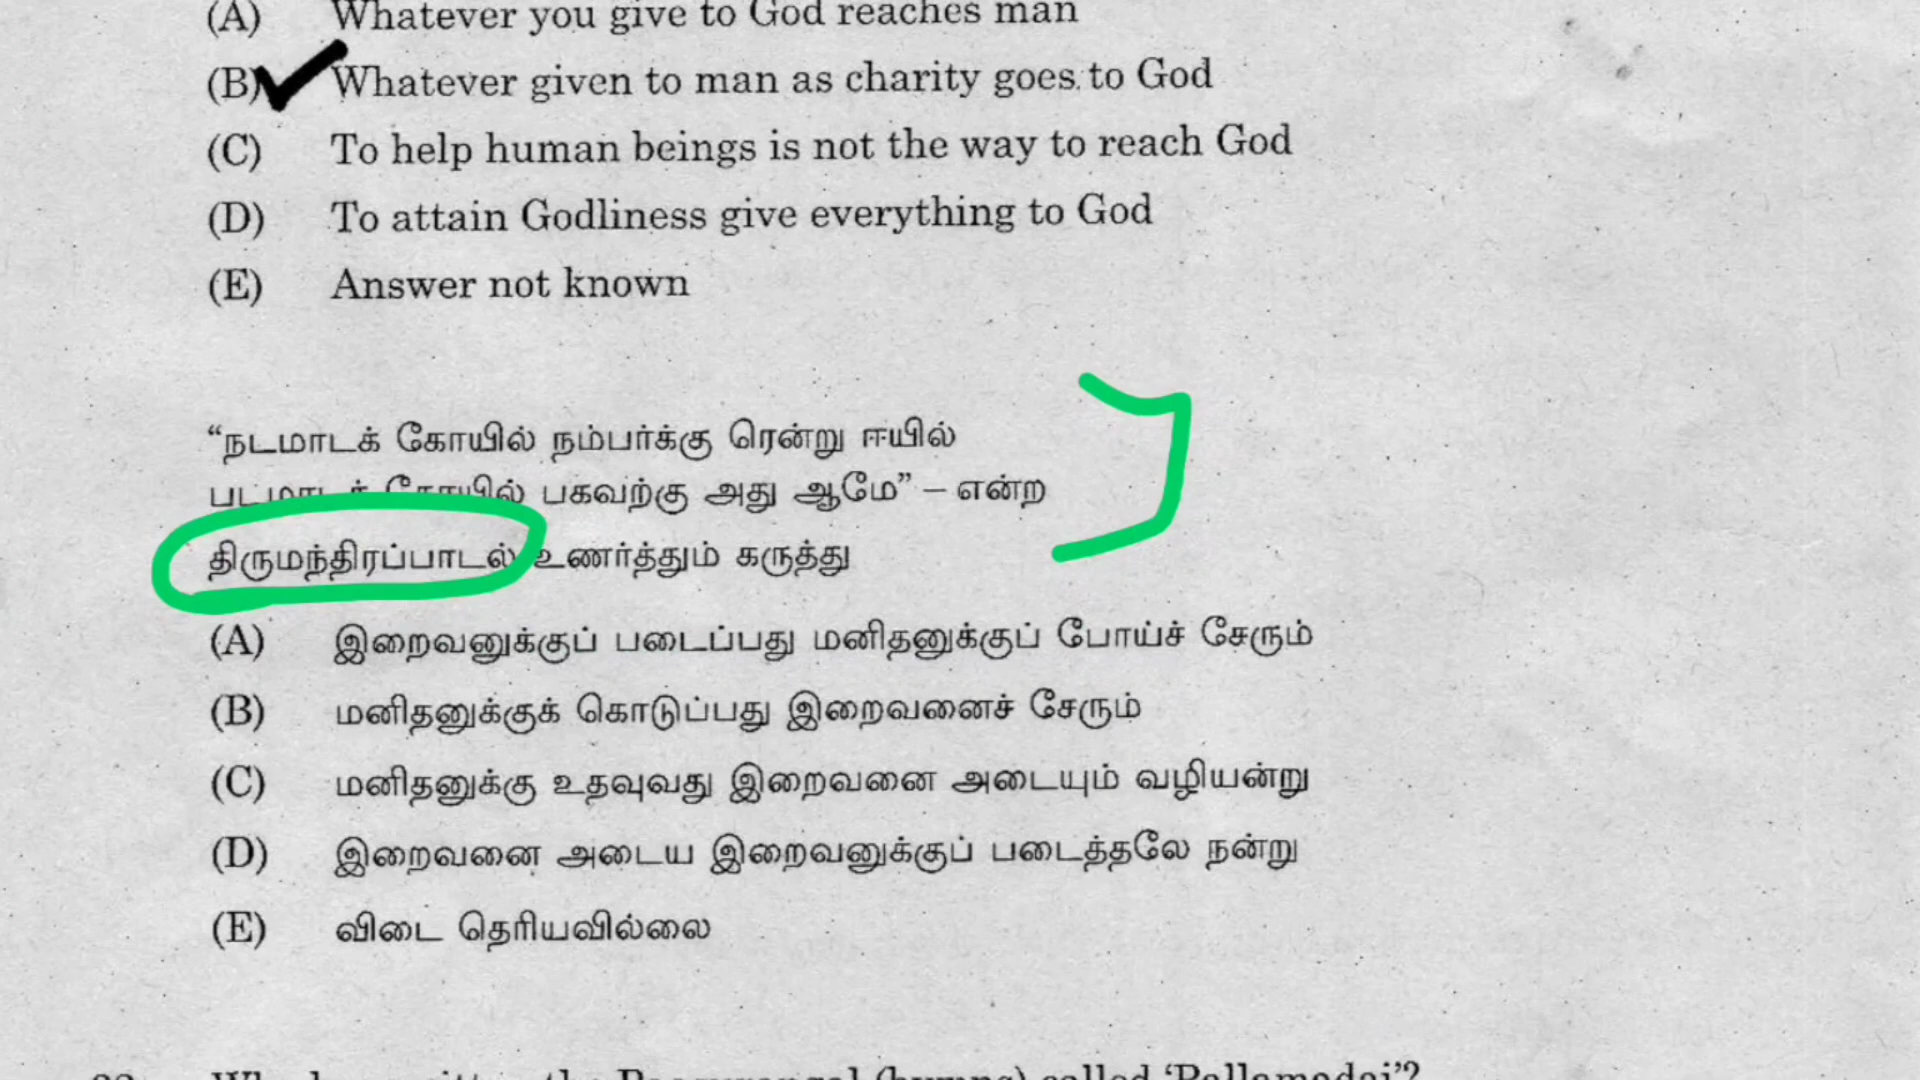 (A) Whatever you give to God reaches man
(B) Whatever given to man as charity goes to God
(C) To help human beings is not the way to reach God
(D) To attain Godliness give everything to God
(E) Answer not known
“நடமாடக் கோயில் நம்பர்க்கு ரென்று ஈயில்
படமாடக் கோயில் பகவற்கு அது ஆமே” – என்ற
திருமந்திரப்பாடல் உணர்த்தும் கருத்து
(A) இறைவனுக்குப் படைப்பது மனிதனுக்குப் போய்ச் சேரும்
(B) மனிதனுக்குக் கொடுப்பது இறைவனைச் சேரும்
(C) மனிதனுக்கு உதவுவது இறைவனை அடையும் வழியன்று
(D) இறைவனை அடைய இறைவனுக்குப் படைத்தலே நன்று
(E) விடை தெரியவில்லை
called ‘Pallamadai’?